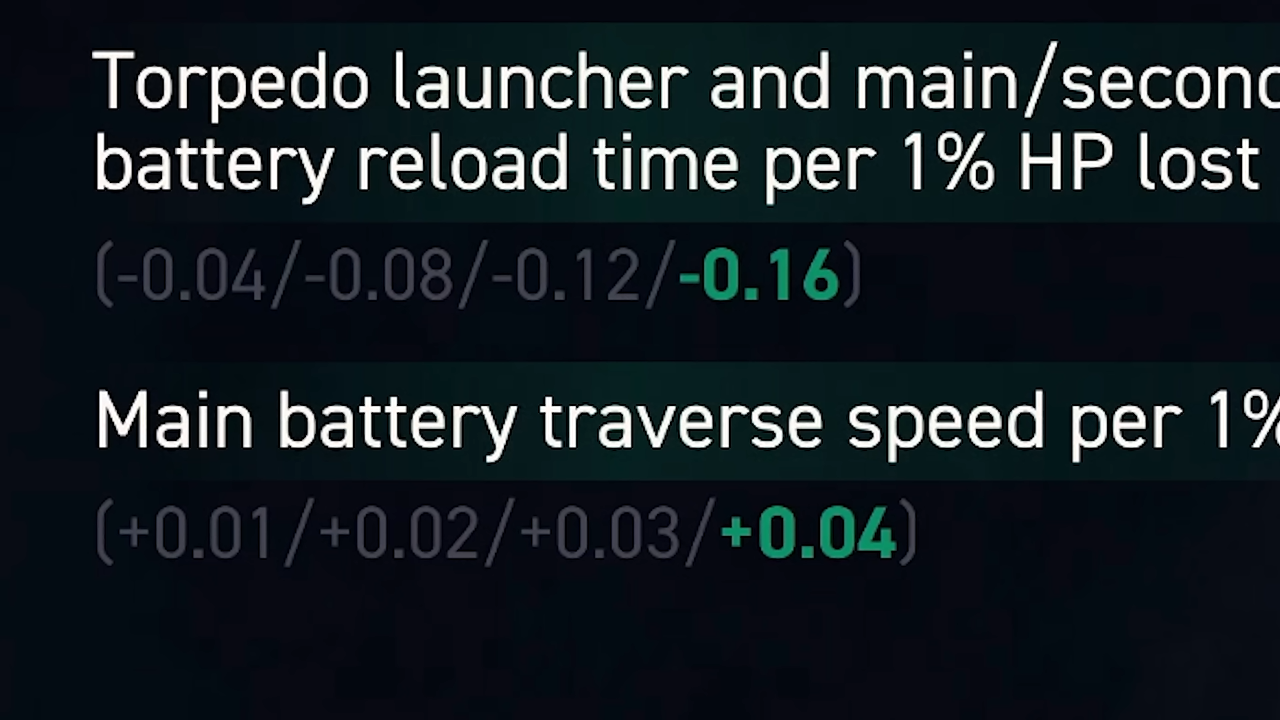 Torpedo launcher and main/second
battery reload time per 1% HP lost
(-0.04/-0.08/-0.12/-0.16)
Main battery traverse speed per 1%
(+0.01/+0.02/+0.03/+0.04)